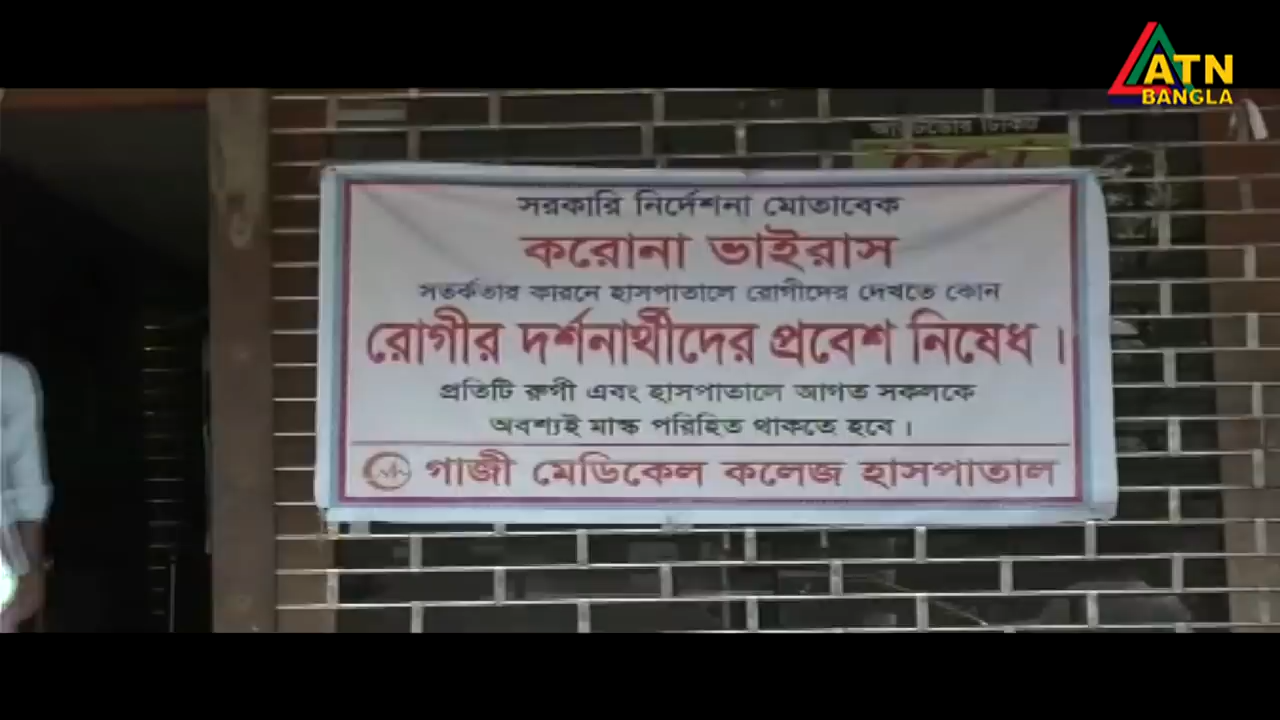 ATN
BANGLA
সরকারি নির্দেশনা মোতাবেক
করোনা ভাইরাস
সতর্কতার কারনে হাসপাতালে রোগীদের দেখতে কোন
রোগীর দর্শনার্থীদের প্রবেশ নিষেধ।
প্রতিটি রুগী এবং হাসপাতালে আগত সকলকে
অবশ্যই মাস্ক পরিহিত থাকতে হবে।
গাজী মেডিকেল কলেজ হাসপাতাল